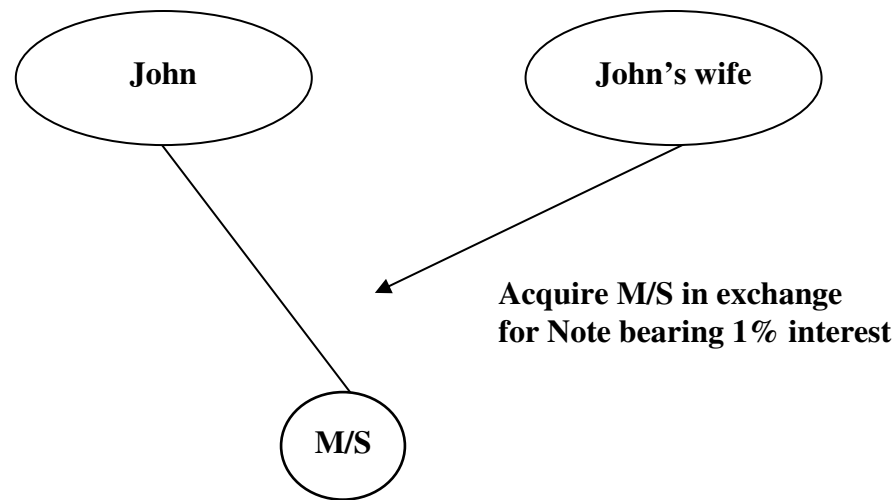 John
John’s wife
Acquire M/S in exchange
for Note bearing 1% interest
M/S